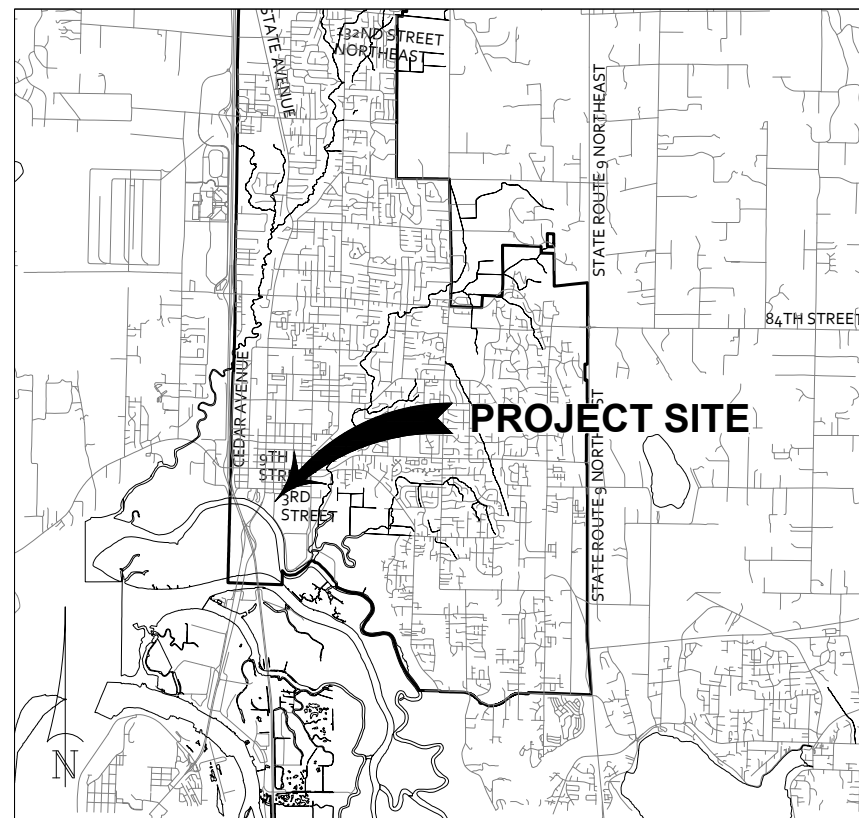 STATE AVENUE
132ND STREET
NORTHEAST
STATE ROUTE 9 NORTHEAST
84TH STREET
CEDAR AVENUE
PROJECT SITE
STATE ROUTE 9 NORTHEAST
9TH
STREET
3RD
STREET
N